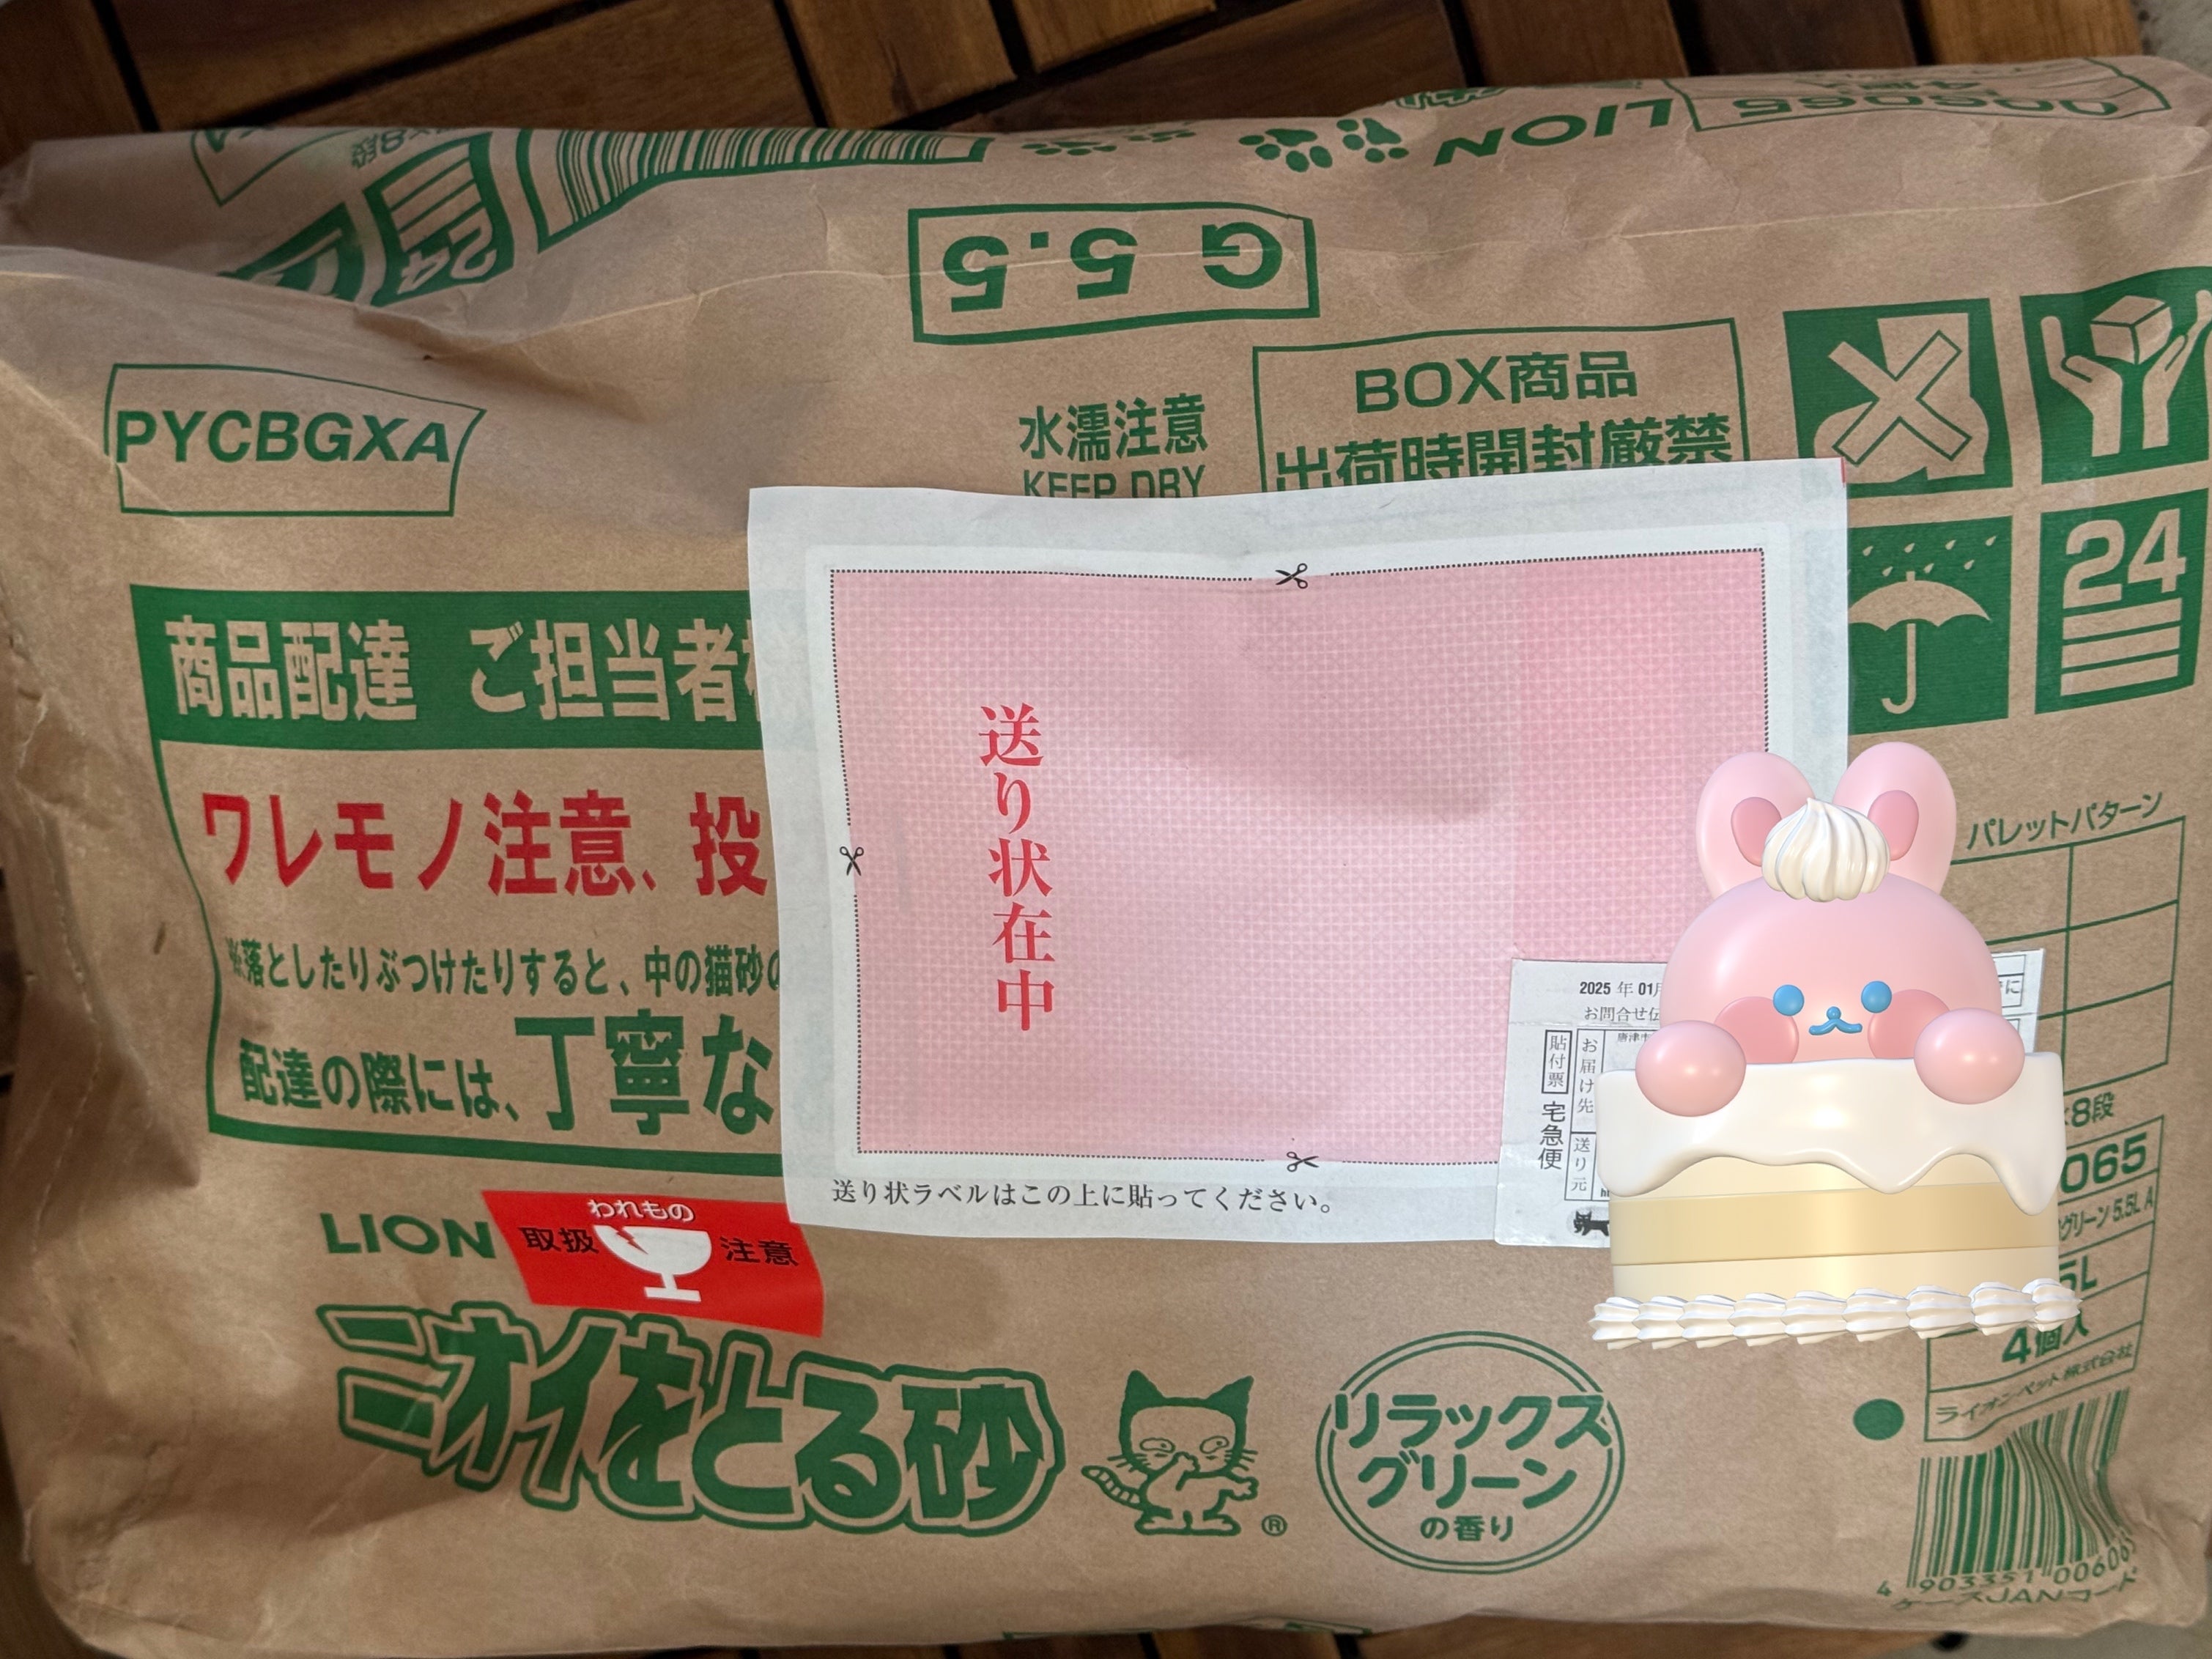 LION
G 5.5
24
PYCBGXA
水濡注意
KEEP DRY
BOX商品
出荷時開封厳禁
24
商品配達 ご担当者
ワレモノ注意、投
※落としたりぶつけたりすると、中の猫砂の
配達の際には、丁寧な
送り状在中
送り状ラベルはこの上に貼ってください。
2025 年 01月
お問合せ伝
貼付票
宅急便
お届け先
唐津市
送り元
パレットパターン
8段
065
グリーン5.5L A
5L
4個入
ライオンペット株式会社
LION
われもの
取扱 注意
ニオイをとる砂
®
リラックス
グリーン
の香り
4 903351 00606
ケースJANコード